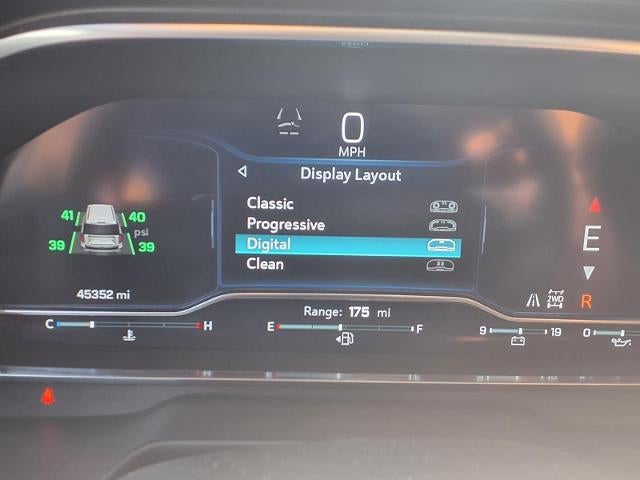 0
MPH
Display Layout
Classic
Progressive
Digital
Clean
41 40
psi
39 39
45352 mi
E
2WD R
Range: 175 mi
C H E F 9 19 0